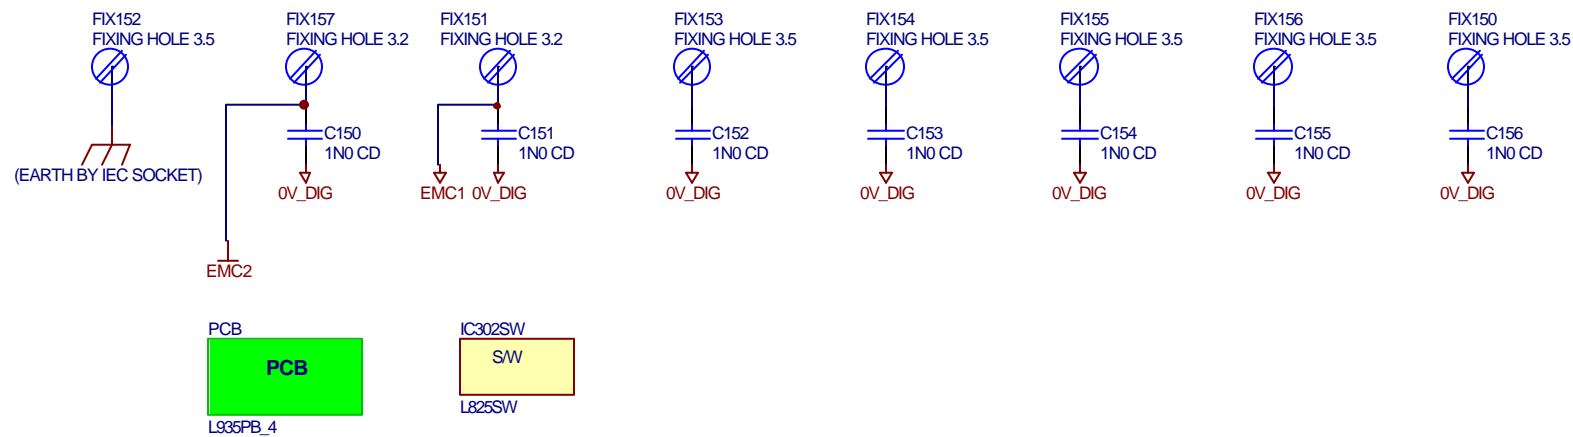 FIX152
FIXING HOLE 3.5
FIX157
FIXING HOLE 3.2
FIX151
FIXING HOLE 3.2
FIX153
FIXING HOLE 3.5
FIX154
FIXING HOLE 3.5
FIX155
FIXING HOLE 3.5
FIX156
FIXING HOLE 3.5
FIX150
FIXING HOLE 3.5
(EARTH BY IEC SOCKET)
C150
1N0 CD
0V_DIG
EMC2
C151
1N0 CD
EMC1
0V_DIG
C152
1N0 CD
0V_DIG
C153
1N0 CD
0V_DIG
C154
1N0 CD
0V_DIG
C155
1N0 CD
0V_DIG
C156
1N0 CD
0V_DIG
PCB
PCB
L935PB_4
IC302SW
S/W
L825SW